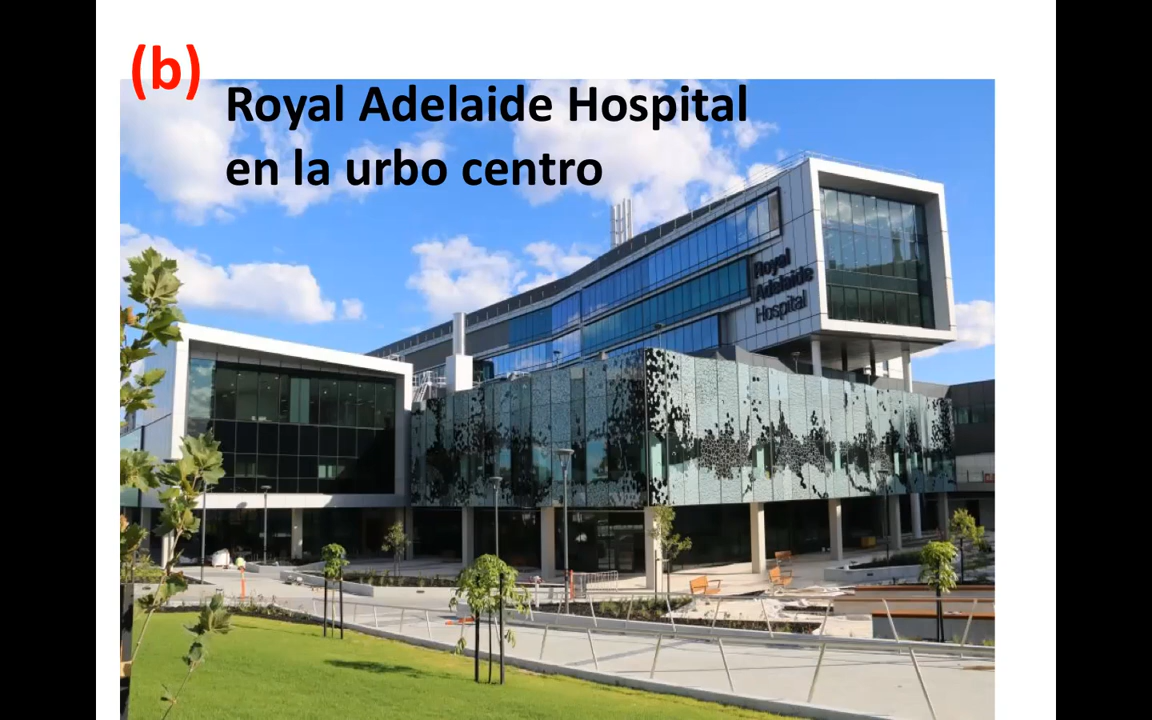 (b)
Royal Adelaide Hospital
en la urbo centro
Royal
Adelaide
Hospital